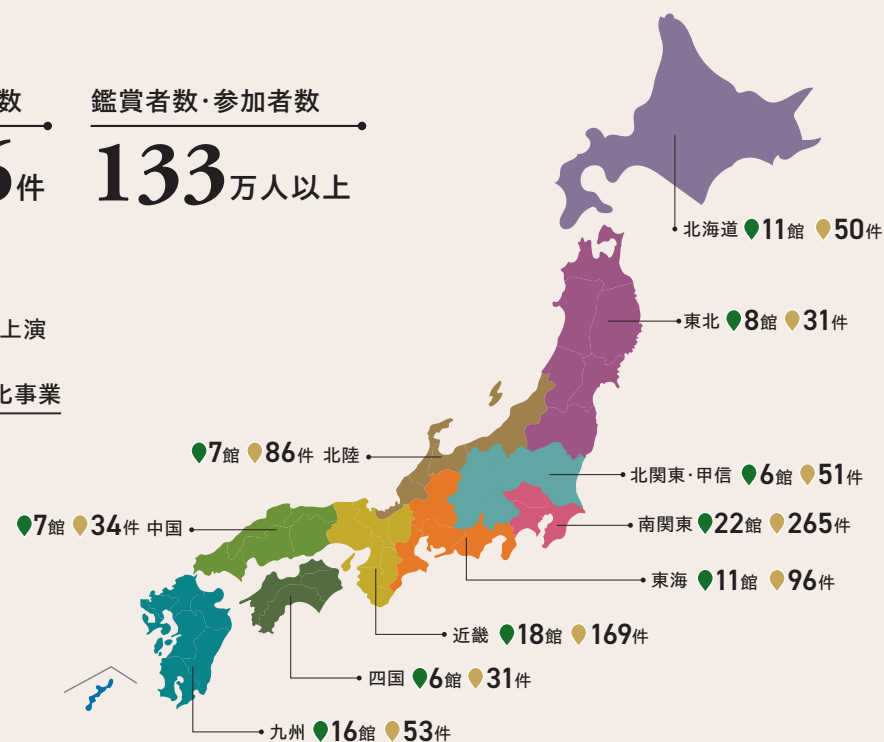 数
鑑賞者数・参加者数
6件
133万人以上
上演
化事業
北海道 11館 50件
東北 8館 31件
7館 86件 北陸
北関東・甲信 6館 51件
7館 34件 中国
南関東 22館 265件
東海 11館 96件
近畿 18館 169件
四国 6館 31件
九州 16館 53件